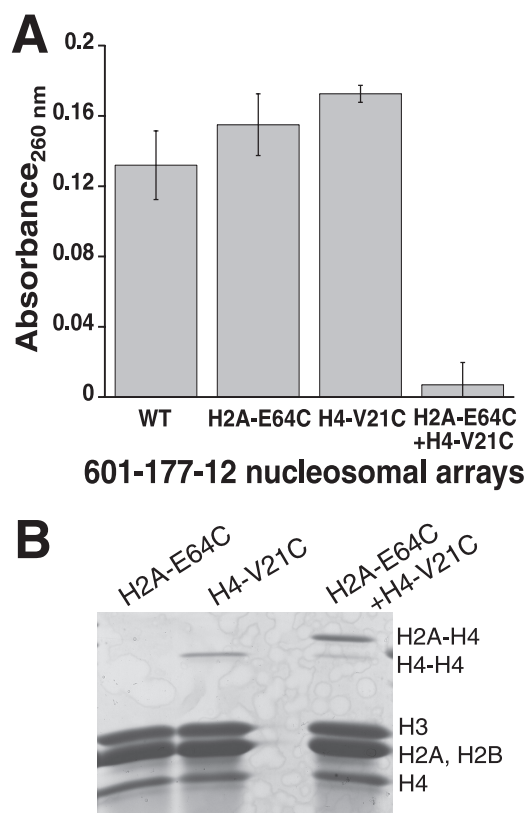 A
Absorbance260 nm
0.2
0.16
0.12
0.08
0.04
0
WT
H2A-E64C
H4-V21C
H2A-E64C
+H4-V21C
601-177-12 nucleosomal arrays
B
H2A-E64C
H4-V21C
H2A-E64C
+H4-V21C
H2A-H4
H4-H4
H3
H2A, H2B
H4